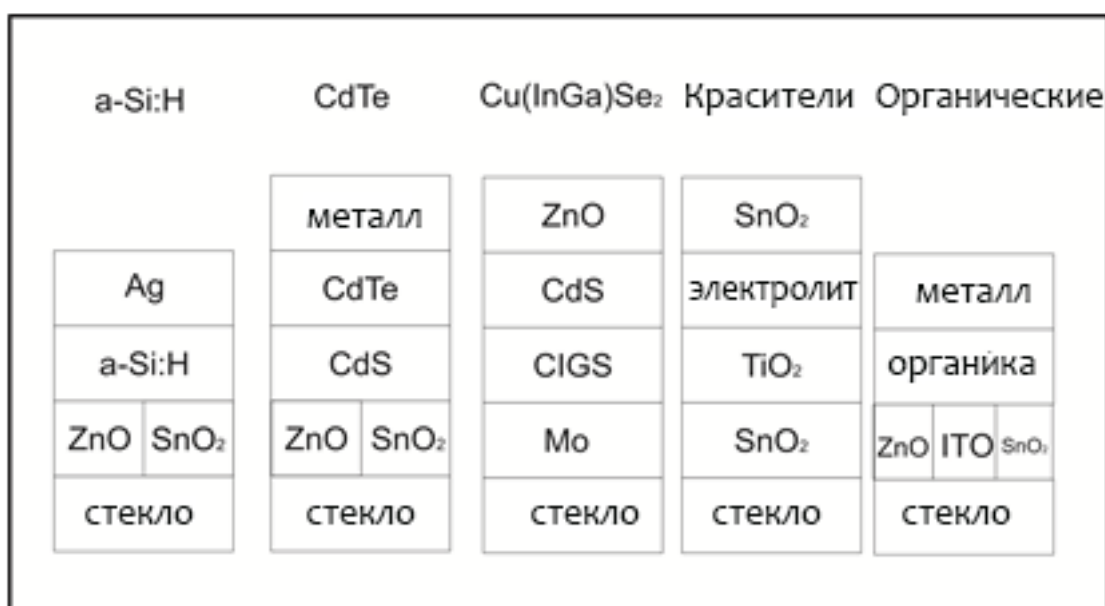 a-Si:H CdTe Cu(InGa)Se₂ Красители Органические
металл ZnO SnO₂
Ag CdTe CdS электролит металл
a-Si:H CdS CIGS TiO₂ органика
ZnO SnO₂ ZnO SnO₂ Mo SnO₂ ZnO ITO SnO₂
стекло стекло стекло стекло стекло